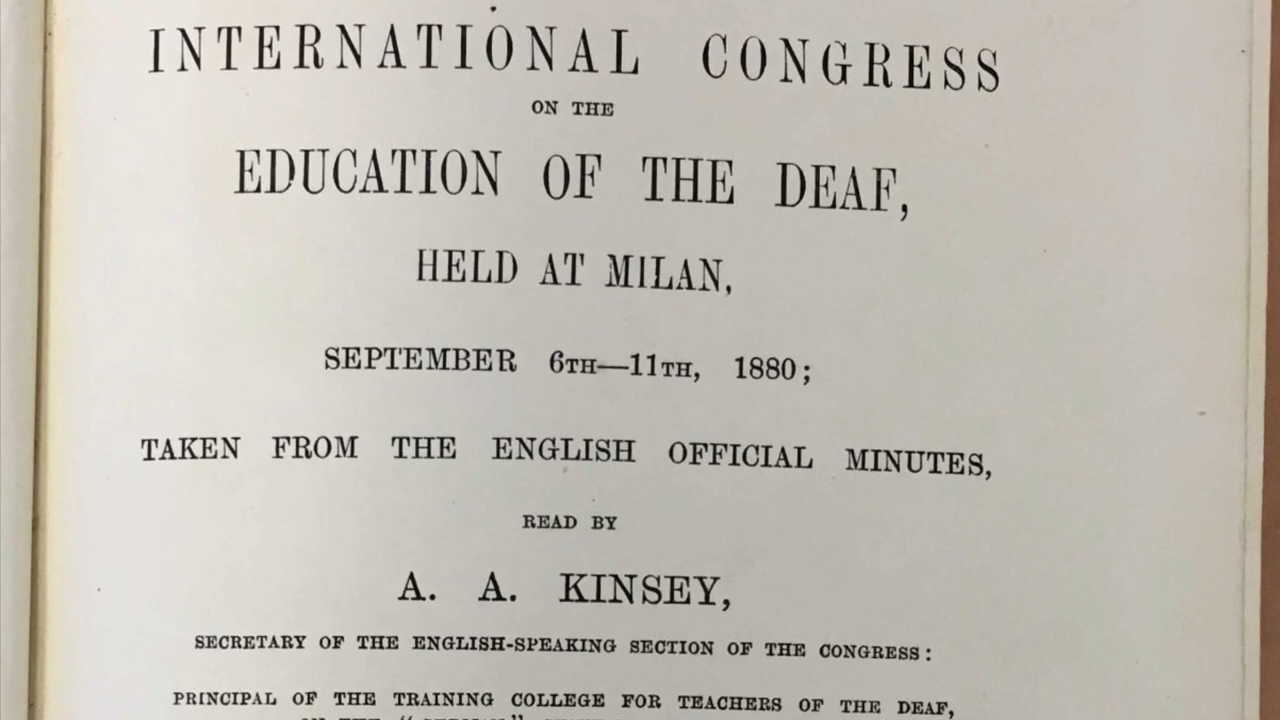 INTERNATIONAL CONGRESS
ON THE
EDUCATION OF THE DEAF,
HELD AT MILAN,
SEPTEMBER 6TH—11TH, 1880;
TAKEN FROM THE ENGLISH OFFICIAL MINUTES,
READ BY
A. A. KINSEY,
SECRETARY OF THE ENGLISH-SPEAKING SECTION OF THE CONGRESS:
PRINCIPAL OF THE TRAINING COLLEGE FOR TEACHERS OF THE DEAF,